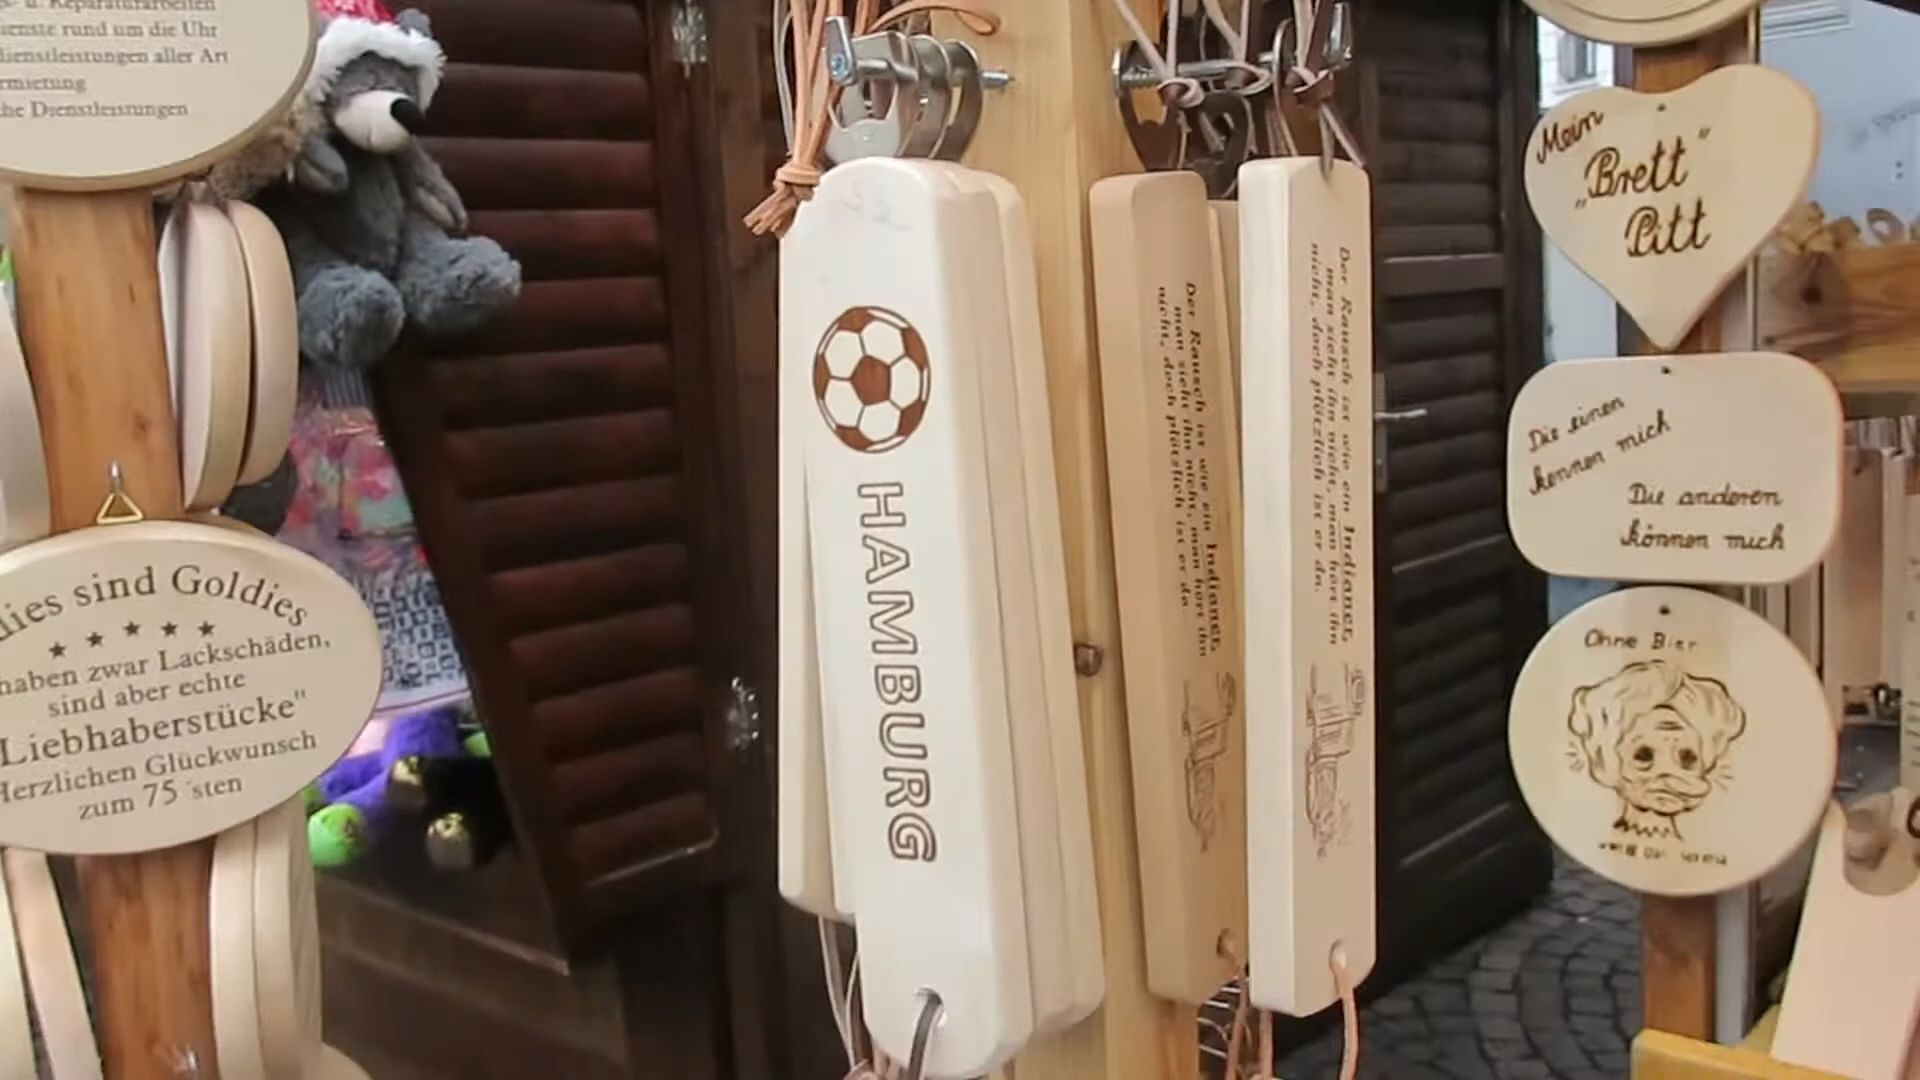 s- u. Reparaturarbeiten
ienste rund um die Uhr
dienstleistungen aller Art
rmietung
he Dienstleistungen
dies sind Goldies
haben zwar Lackschäden,
sind aber echte
Liebhaberstücke"
Herzlichen Glückwunsch
zum 75 sten
HAMBURG
Der Rausch ist wie ein Indianer,
man sieht ihn nicht, man hört ihn
nicht, doch plötzlich ist er da.
Der Rausch ist wie ein Indianer,
man sieht ihn nicht, man hört ihn
nicht, doch plötzlich ist er da.
Mein
"Brett"
Pitt
Die einen
kennen mich
Die anderen
können mich
Ohne Bier